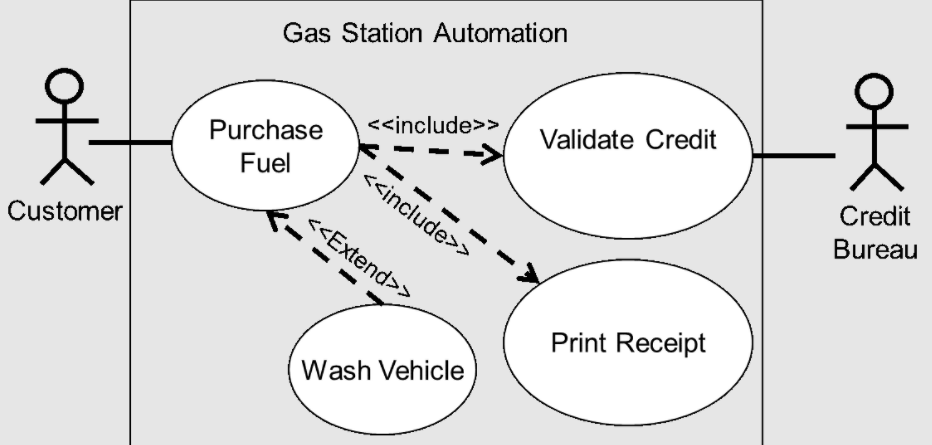 Gas Station Automation
Purchase
Fuel
<<include>>
Validate Credit
<<include>>
Customer
Credit
Bureau
<<Extend>>
Print Receipt
Wash Vehicle